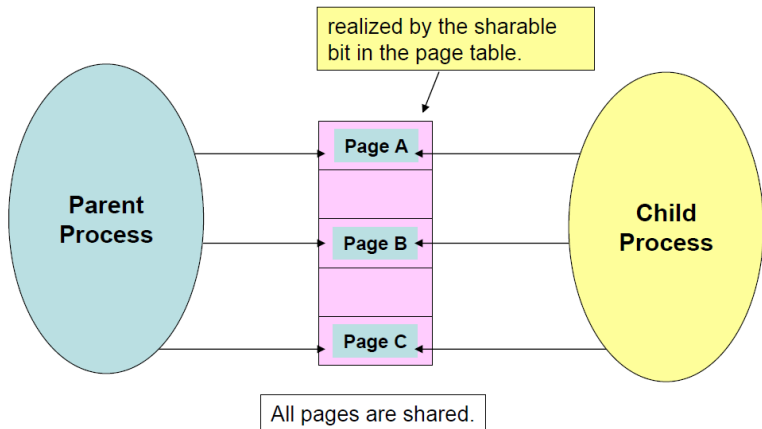 realized by the sharable
bit in the page table.
Page A
Parent
Process
Page B
Child
Process
Page C
All pages are shared.